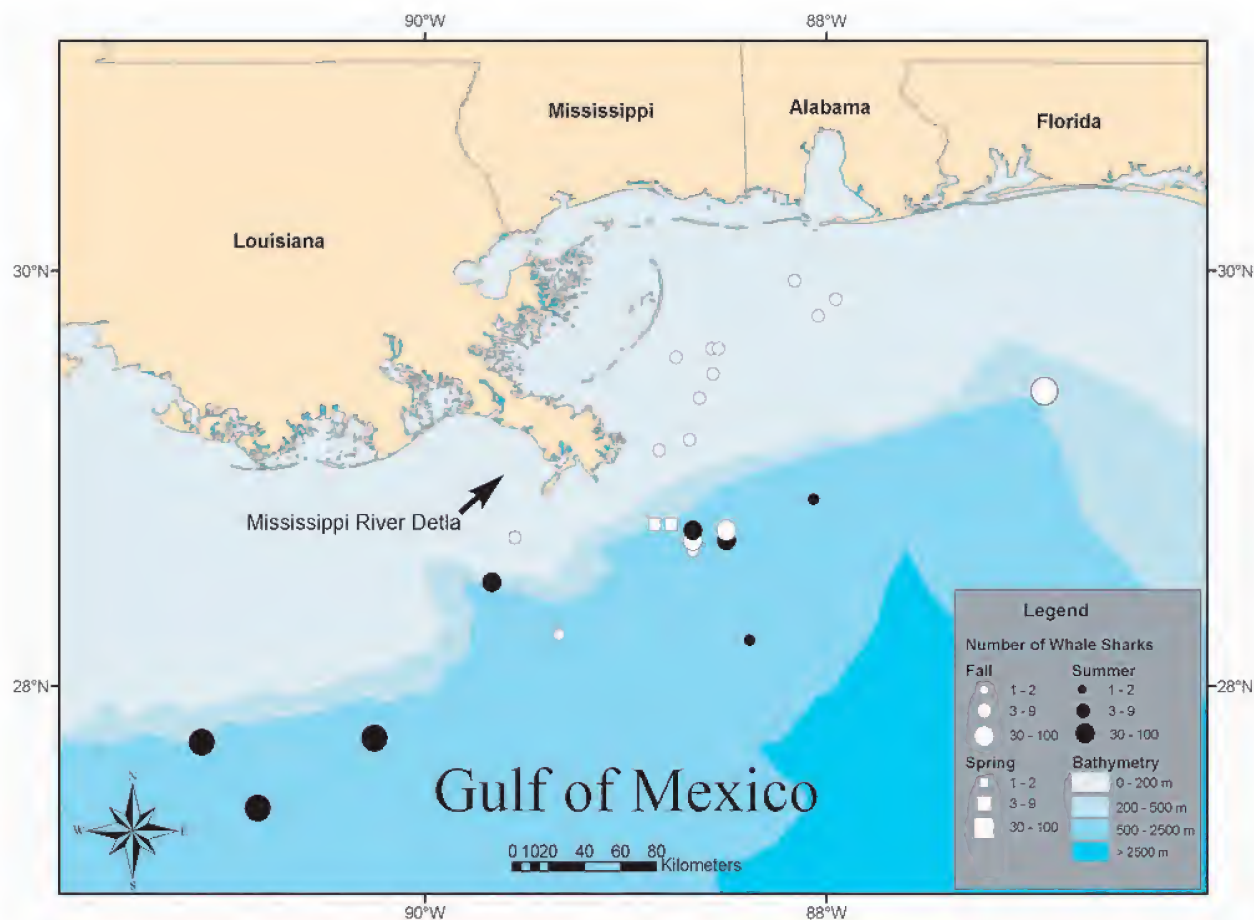 90°W
88°W
Mississippi
Alabama
Florida
Louisiana
30°N
30°N
Mississippi River Detla
28°N
28°N
Legend
Number of Whale Sharks
Fall
Summer
1 - 2
1 - 2
3 - 9
3 - 9
30 - 100
30 - 100
Spring
Bathymetry
1 - 2
0 - 200 m
3 - 9
200 - 500 m
30 - 100
500 - 2500 m
> 2500 m
Gulf of Mexico
N
W
E
S
0 1020 40 60 80
Kilometers
90°W
88°W